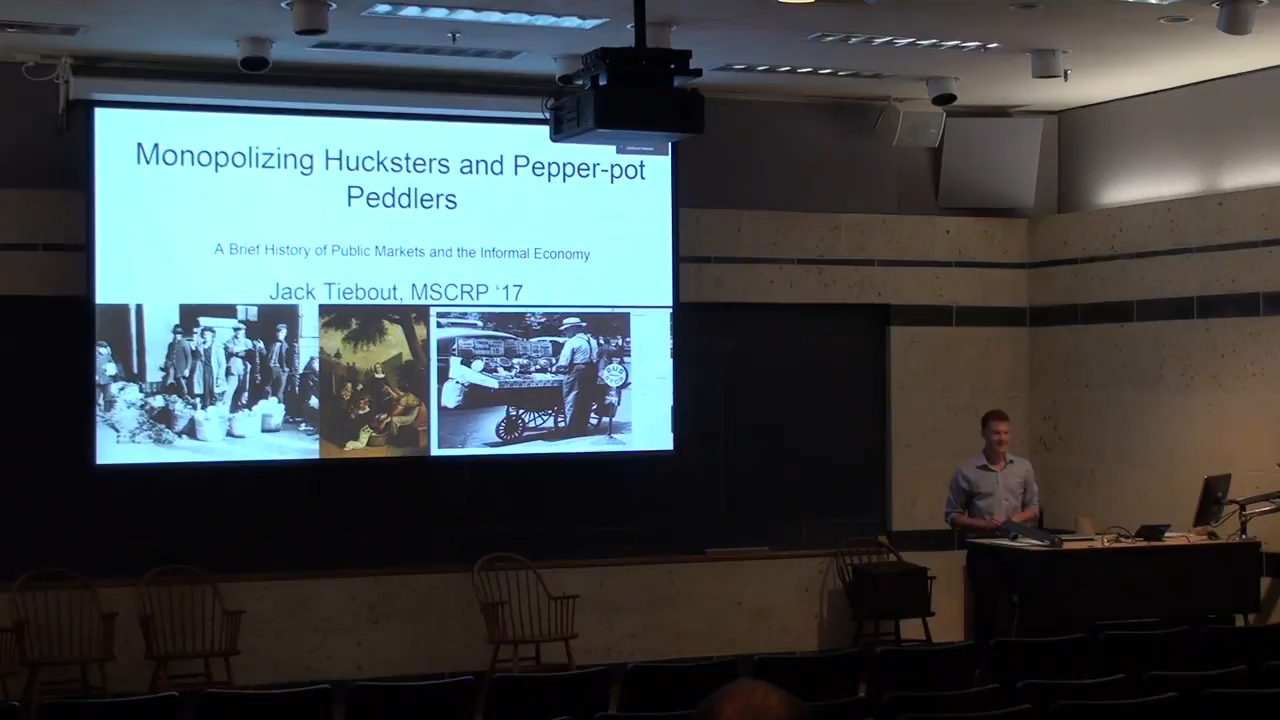 Monopolizing Hucksters and Pepper-pot
Peddlers
A Brief History of Public Markets and the Informal Economy
Jack Tiebout, MSCRP ‘17